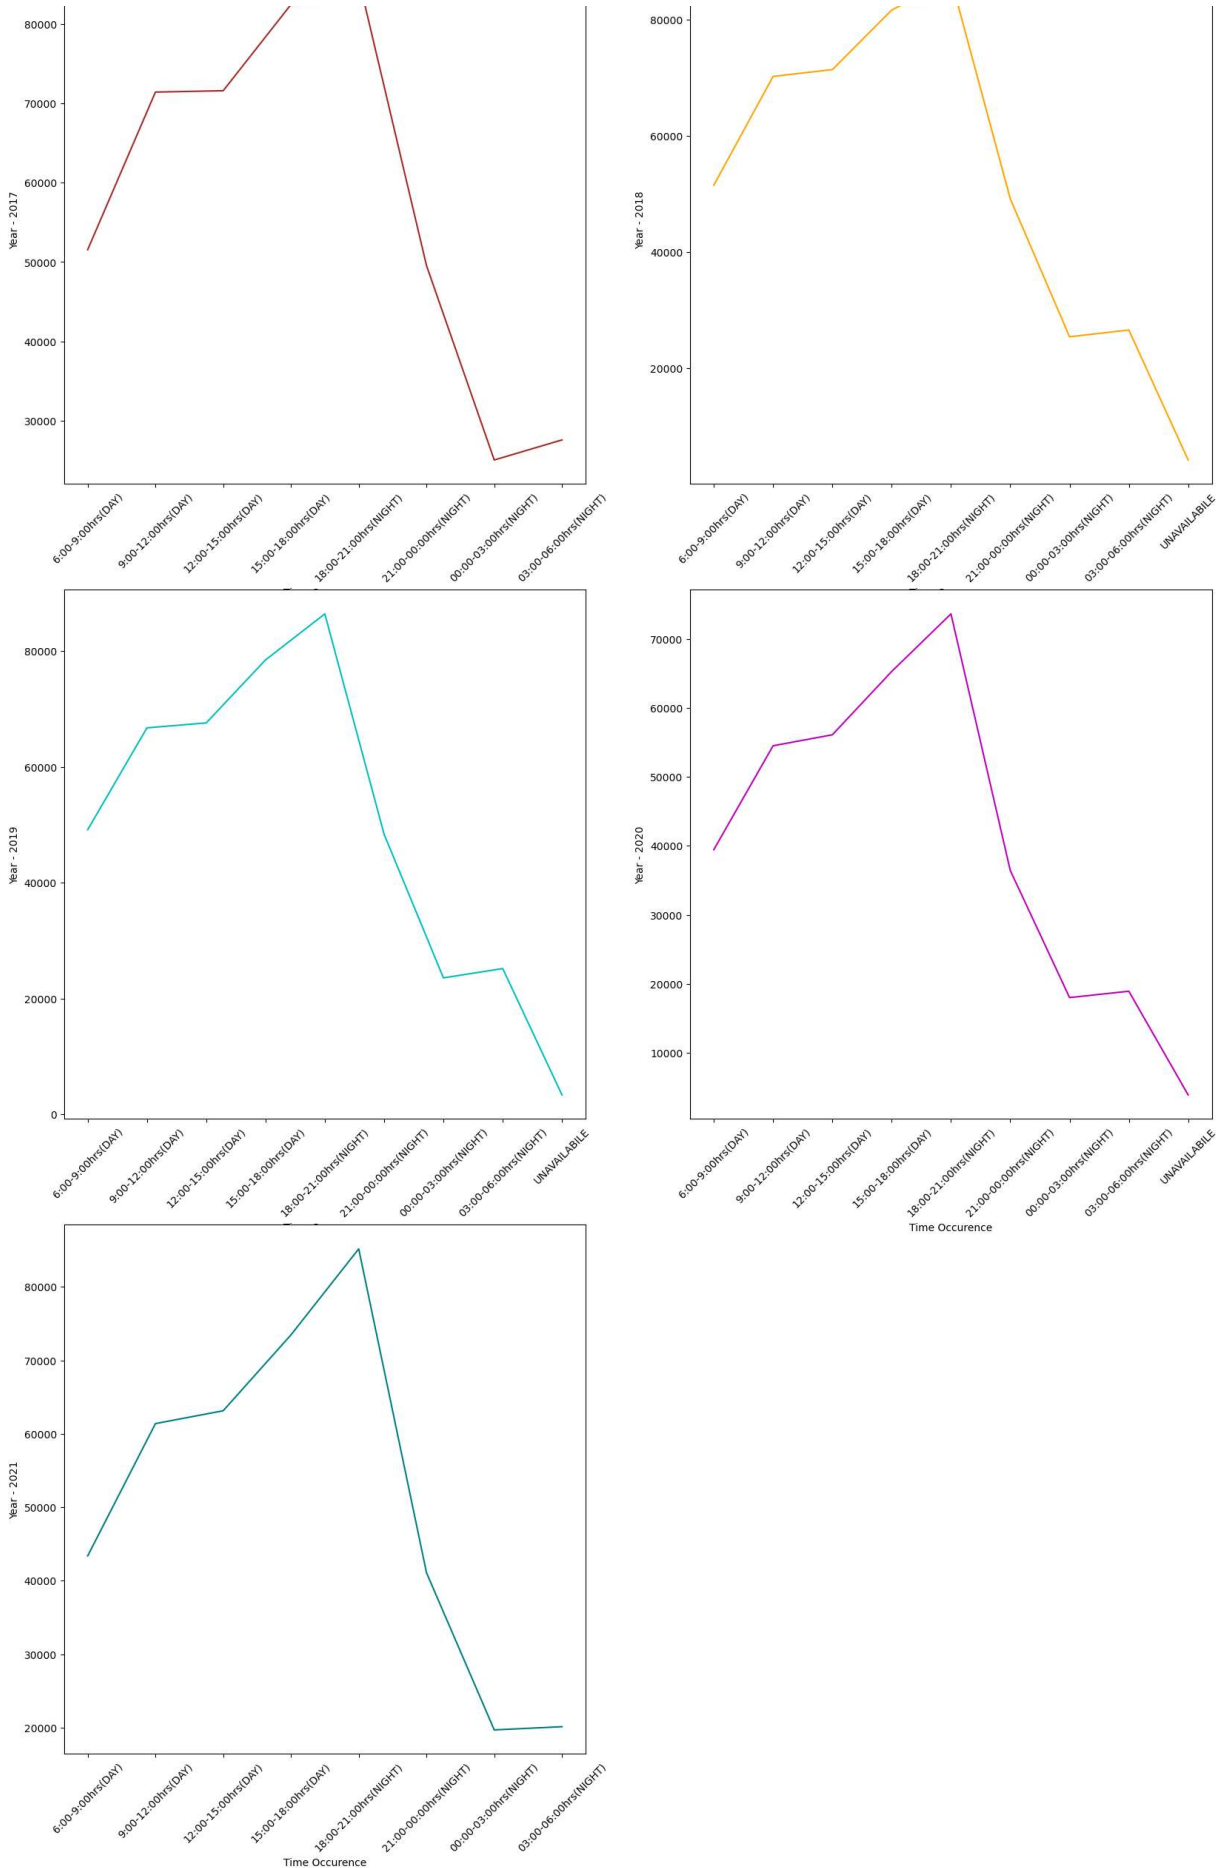 80000
70000
60000
50000
40000
30000
Year - 2017
6:00-9:00hrs(DAY)
9:00-12:00hrs(DAY)
12:00-15:00hrs(DAY)
15:00-18:00hrs(DAY)
18:00-21:00hrs(NIGHT)
21:00-00:00hrs(NIGHT)
00:00-03:00hrs(NIGHT)
03:00-06:00hrs(NIGHT)
80000
60000
40000
20000
Year - 2018
6:00-9:00hrs(DAY)
9:00-12:00hrs(DAY)
12:00-15:00hrs(DAY)
15:00-18:00hrs(DAY)
18:00-21:00hrs(NIGHT)
21:00-00:00hrs(NIGHT)
00:00-03:00hrs(NIGHT)
03:00-06:00hrs(NIGHT)
UNAVAILABILE
80000
60000
40000
20000
0
Year - 2019
6:00-9:00hrs(DAY)
9:00-12:00hrs(DAY)
12:00-15:00hrs(DAY)
15:00-18:00hrs(DAY)
18:00-21:00hrs(NIGHT)
21:00-00:00hrs(NIGHT)
00:00-03:00hrs(NIGHT)
03:00-06:00hrs(NIGHT)
UNAVAILABILE
70000
60000
50000
40000
30000
20000
10000
Year - 2020
6:00-9:00hrs(DAY)
9:00-12:00hrs(DAY)
12:00-15:00hrs(DAY)
15:00-18:00hrs(DAY)
18:00-21:00hrs(NIGHT)
21:00-00:00hrs(NIGHT)
00:00-03:00hrs(NIGHT)
03:00-06:00hrs(NIGHT)
UNAVAILABILE
Time Occurence
80000
70000
60000
50000
40000
30000
20000
Year - 2021
6:00-9:00hrs(DAY)
9:00-12:00hrs(DAY)
12:00-15:00hrs(DAY)
15:00-18:00hrs(DAY)
18:00-21:00hrs(NIGHT)
21:00-00:00hrs(NIGHT)
00:00-03:00hrs(NIGHT)
03:00-06:00hrs(NIGHT)
Time Occurence